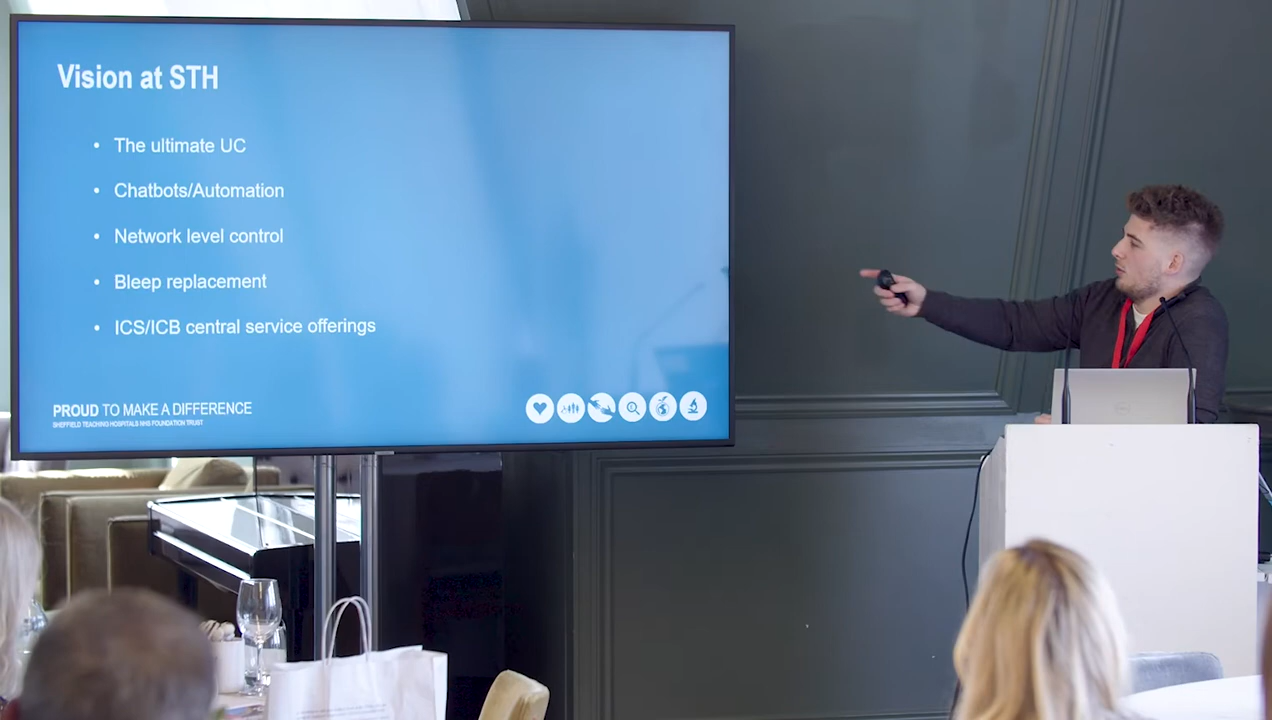 Vision at STH
• The ultimate UC
• Chatbots/Automation
• Network level control
• Bleep replacement
• ICS/ICB central service offerings
PROUD TO MAKE A DIFFERENCE
SHEFFIELD TEACHING HOSPITALS NHS FOUNDATION TRUST